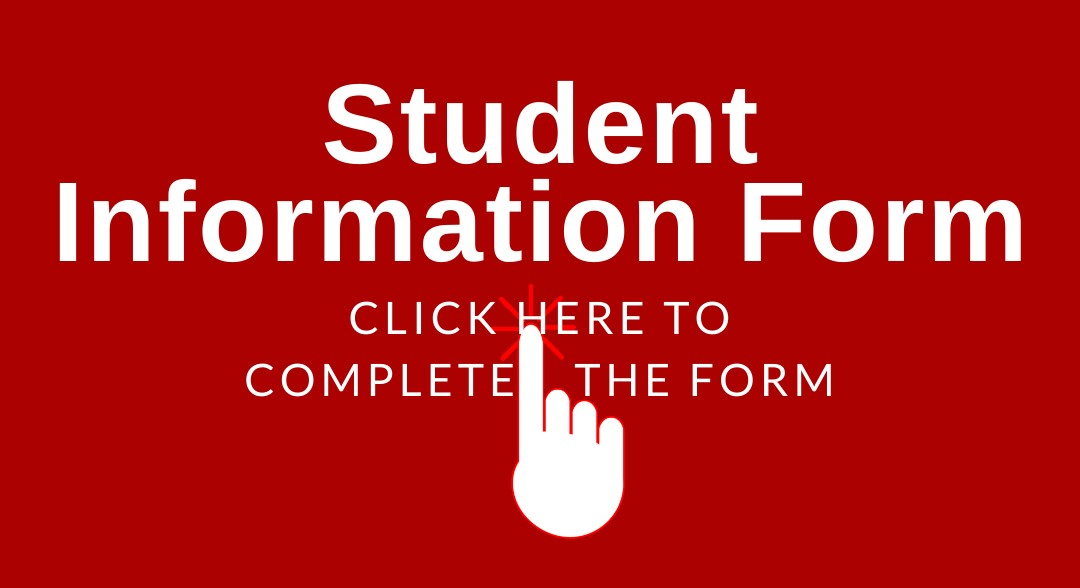 Student
Information Form
CLICK HERE TO
COMPLETE THE FORM